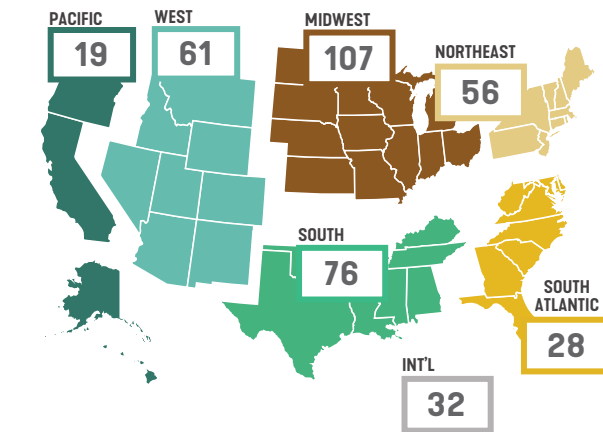 PACIFIC
19
WEST
61
MIDWEST
107
NORTHEAST
56
SOUTH
76
SOUTH
ATLANTIC
28
INT'L
32